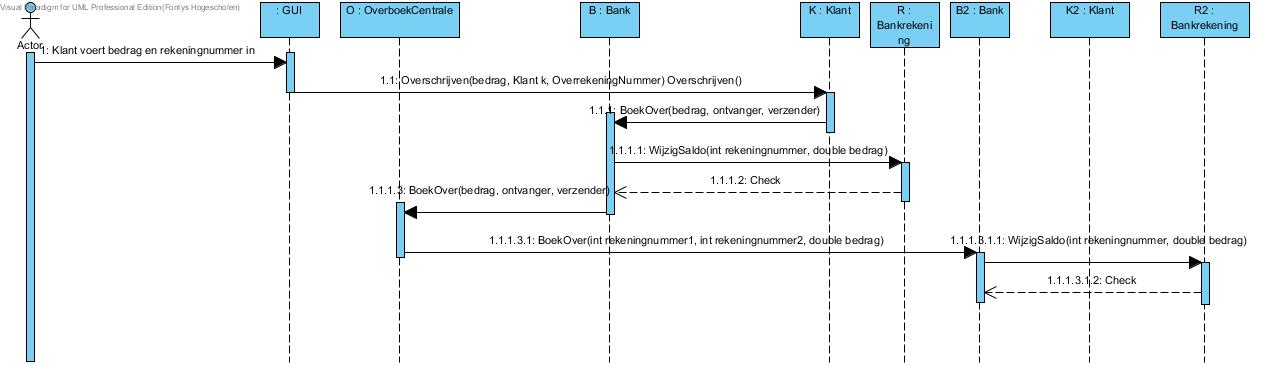 Visual Paradigm for UML Professional Edition(Fontys Hogescholen)
: GUI
O : OverboekCentrale
B : Bank
K : Klant
R :
Bankrekeni
ng
B2 : Bank
K2 : Klant
R2 :
Bankrekening
Actor
1: Klant voert bedrag en rekeningnummer in
1.1: Overschrijven(bedrag, Klant k, OverrekeningNummer) Overschrijven()
1.1.1: BoekOver(bedrag, ontvanger, verzender)
1.1.1.1: WijzigSaldo(int rekeningnummer, double bedrag)
1.1.1.2: Check
1.1.1.3: BoekOver(bedrag, ontvanger, verzender)
1.1.1.3.1: BoekOver(int rekeningnummer1, int rekeningnummer2, double bedrag)
1.1.1.3.1.1: WijzigSaldo(int rekeningnummer, double bedrag)
1.1.1.3.1.2: Check